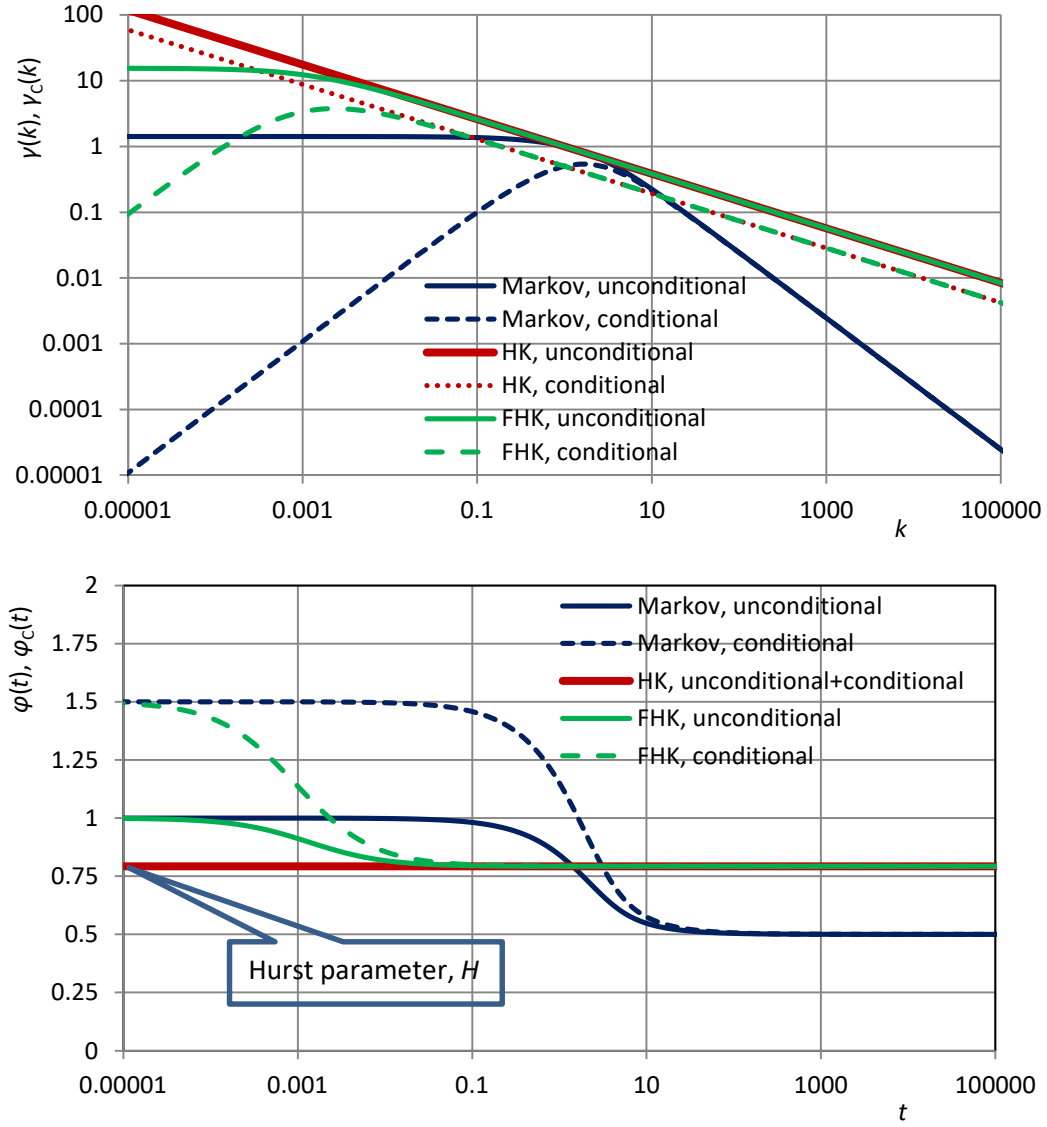 γ(k), γC(k)
100
10
1
0.1
0.01
0.001
0.0001
0.00001
Markov, unconditional
Markov, conditional
HK, unconditional
HK, conditional
FHK, unconditional
FHK, conditional
0.00001 0.001 0.1 10 1000 100000
k
φ(t), φC(t)
2
1.75
1.5
1.25
1
0.75
0.5
0.25
0
Markov, unconditional
Markov, conditional
HK, unconditional+conditional
FHK, unconditional
FHK, conditional
Hurst parameter, H
0.00001 0.001 0.1 10 1000 100000
t